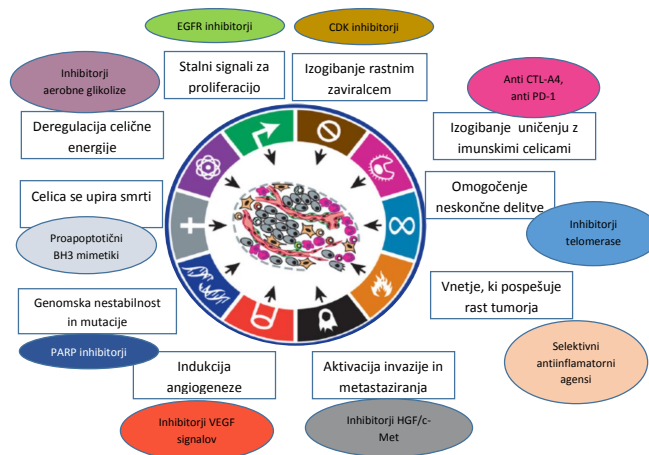 EGFR inhibitorji
CDK inhibitorji
Stalni signali za
proliferacijo
Izogibanje rastnim
zaviralcem
Inhibitorji
aerobne glikolize
Anti CTL-A4,
anti PD-1
Deregulacija celične
energije
Izogibanje uničenju z
imunskimi celicami
Celica se upira smrti
Omogočenje
neskončne delitve
Proapoptotični
BH3 mimetiki
Inhibitorji
telomerase
Genomska nestabilnost
in mutacije
Vnetje, ki pospešuje
rast tumorja
PARP inhibitorji
Selektivni
antiinflamatorni
agensi
Indukcija
angiogeneze
Aktivacija invazije in
metastaziranja
Inhibitorji VEGF
signalov
Inhibitorji HGF/c-
Met